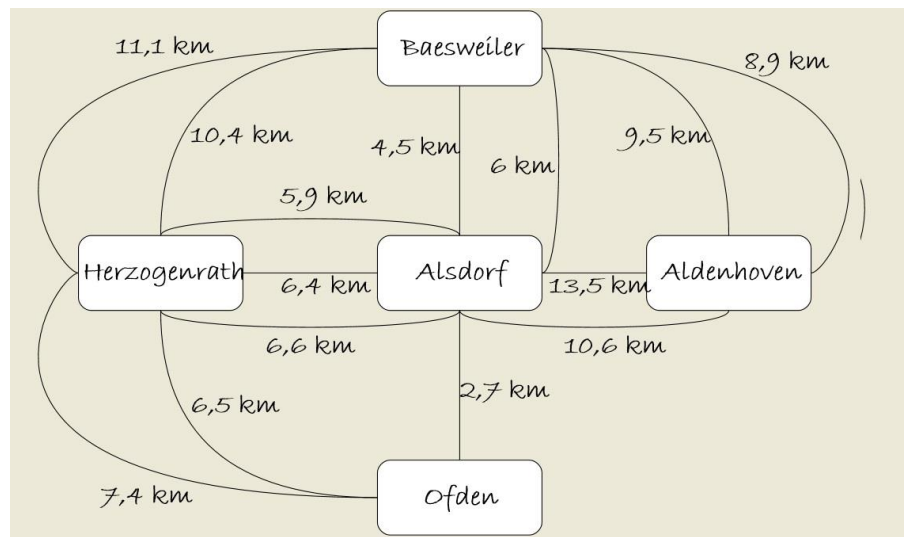 11,1 km
Baesweiler
8,9 km
10,4 km
4,5 km
6 km
9,5 km
5,9 km
Herzogenrath
Alsdorf
Aldenhoven
6,4 km
13,5 km
6,6 km
10,6 km
2,7 km
6,5 km
7,4 km
Ofden